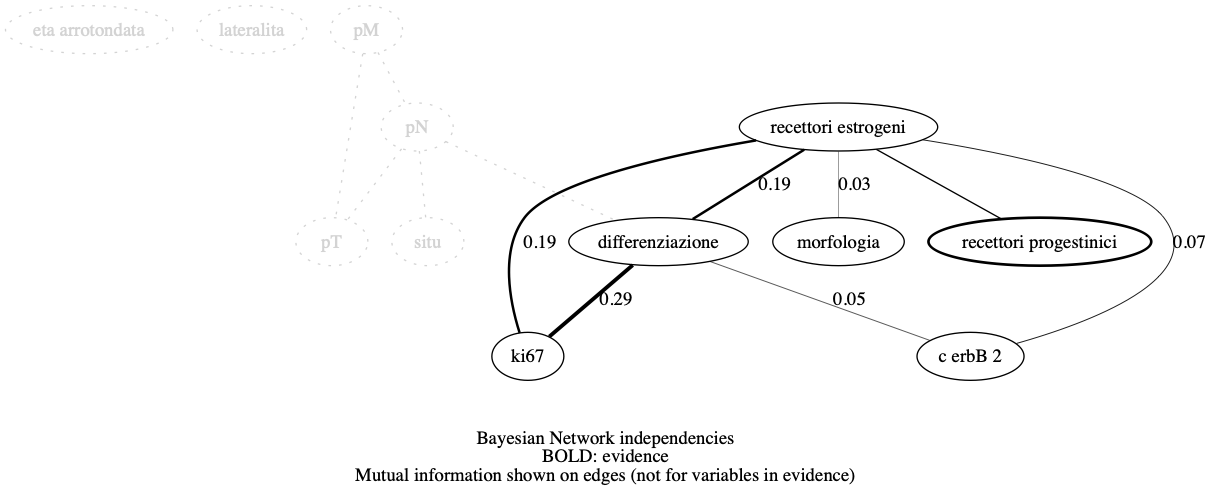 eta arrotondata
lateralita
pM
pN
recettori estrogeni
0.19
0.03
pT
situ
0.19
differenziazione
morfologia
recettori progestinici
0.07
0.29
0.05
ki67
c erbB 2
Bayesian Network independencies
BOLD: evidence
Mutual information shown on edges (not for variables in evidence)